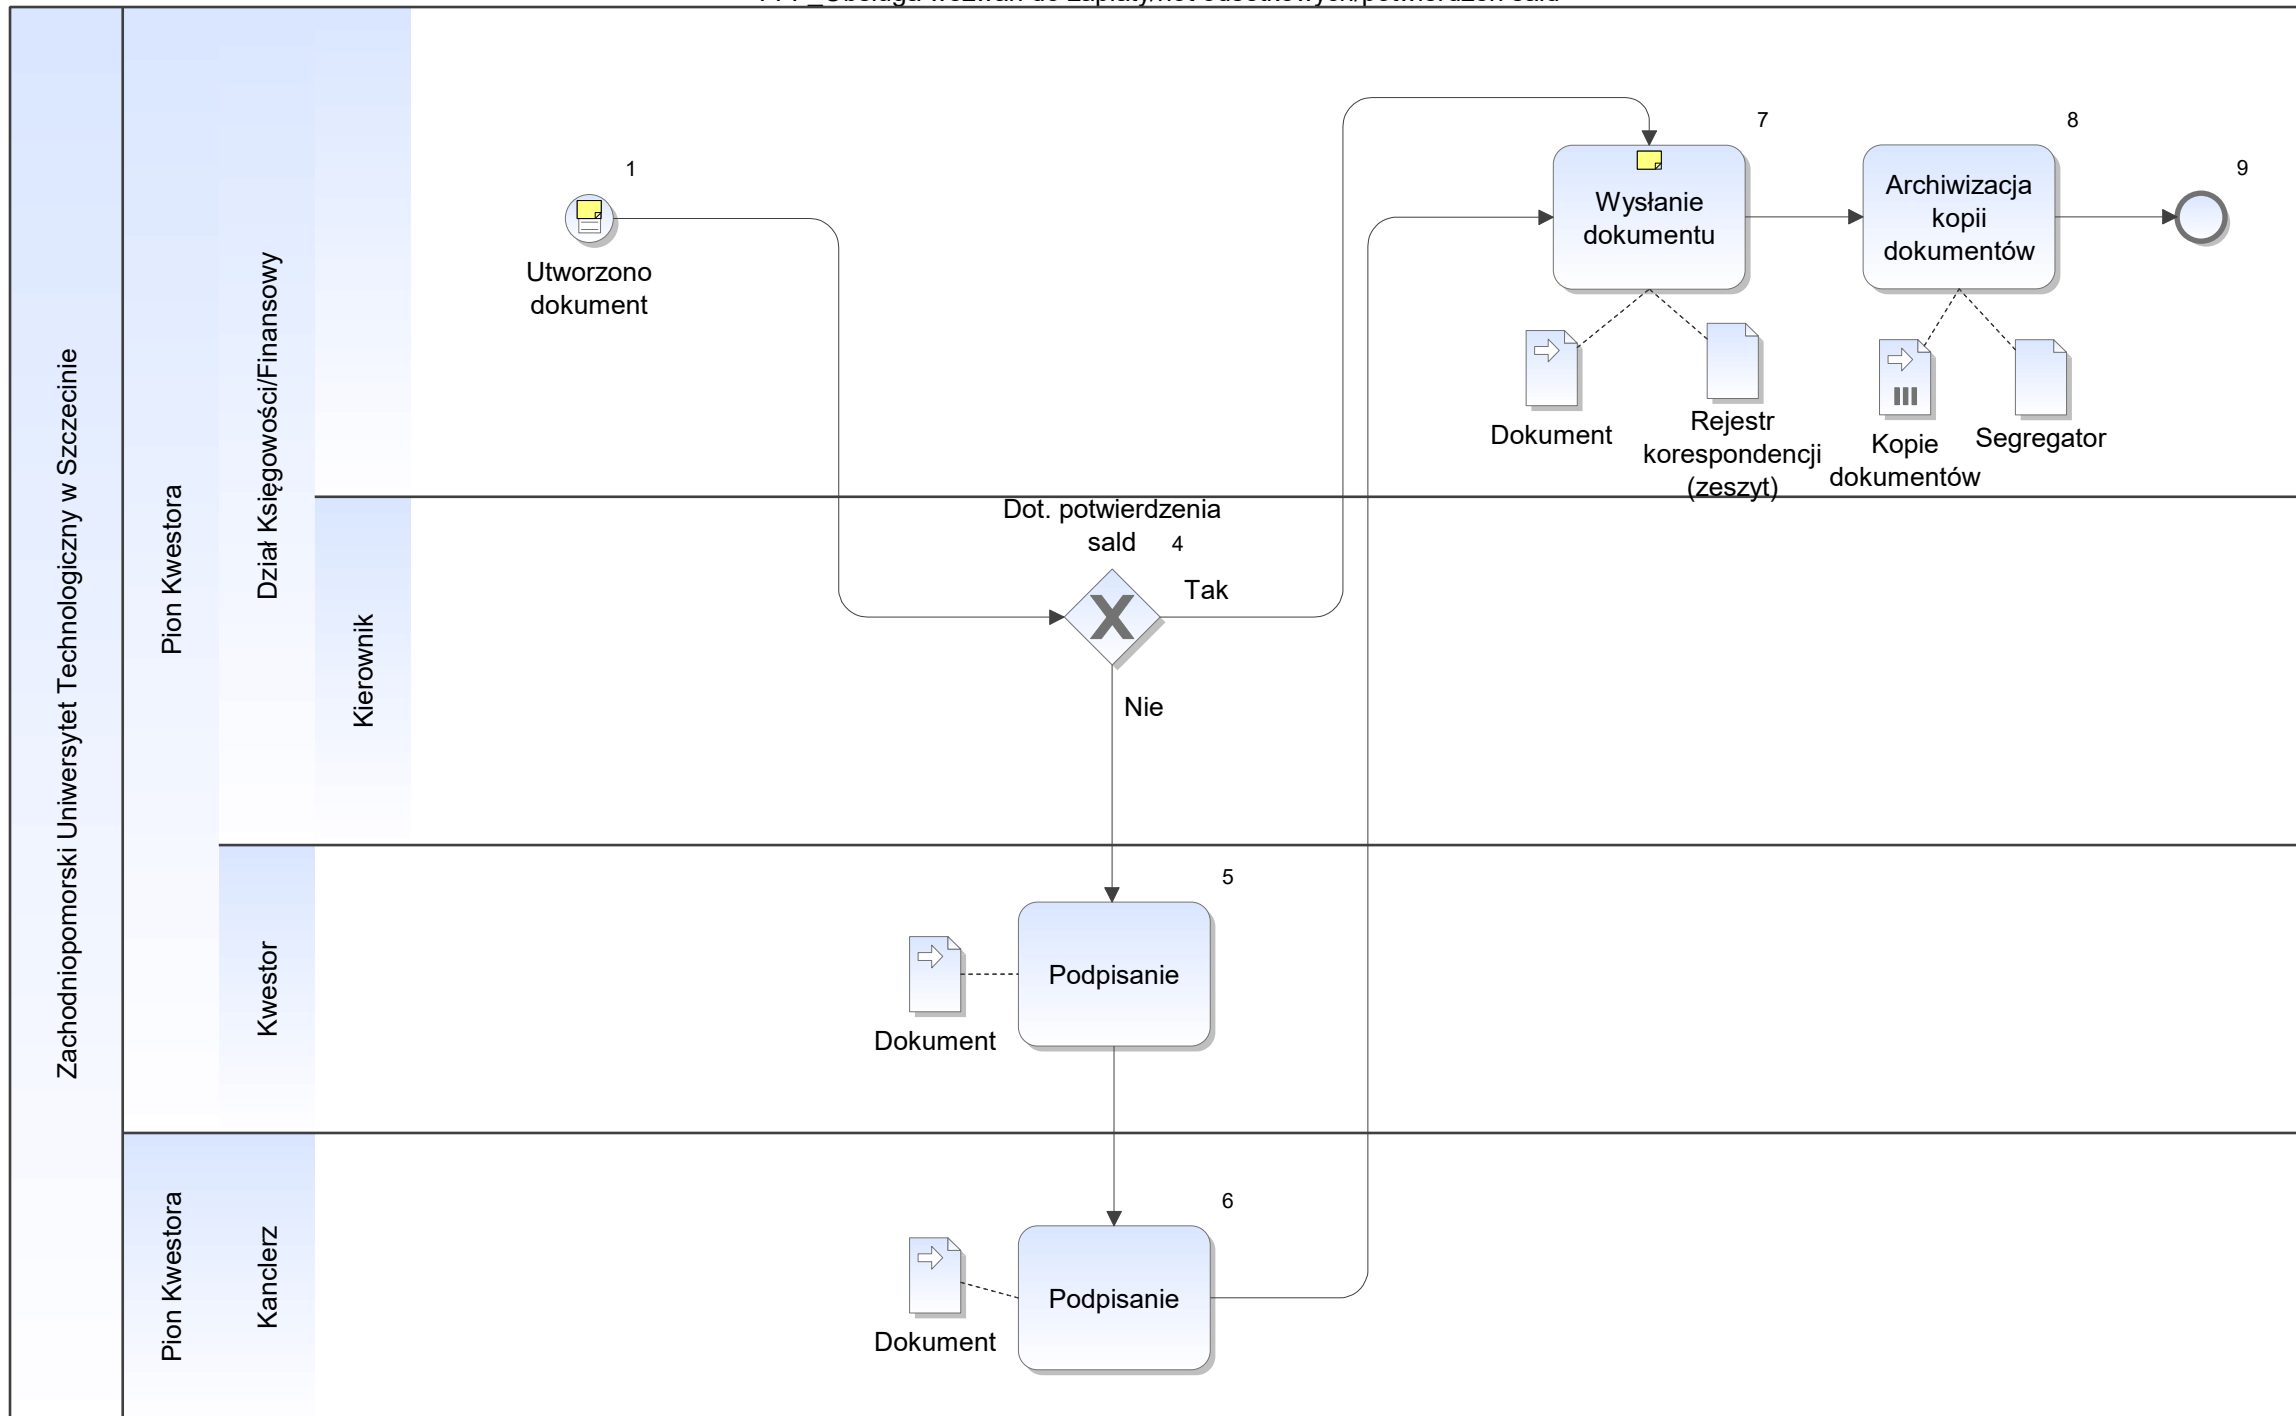 Zachodniopomorski Uniwersytet Technologiczny w Szczecinie
Pion Kwestora
Dział Księgowości/Finansowy
1
Utworzono
dokument
7
Wysłanie
dokumentu
8
Archiwizacja
kopii
dokumentów
9
Dokument
Rejestr
korespondencji
(zeszyt)
Kopie
dokumentów
Segregator
Kierownik
Dot. potwierdzenia
sald
4
Tak
Nie
Kwestor
5
Podpisanie
Dokument
Pion Kwestora
Kanclerz
6
Podpisanie
Dokument